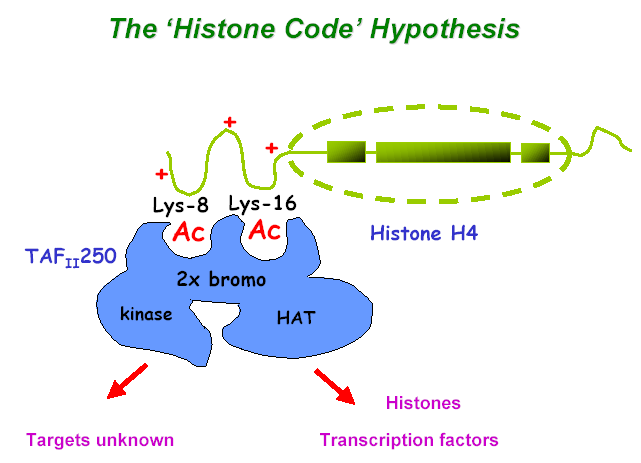 The ‘Histone Code’ Hypothesis
+
+
+
Lys-8 Lys-16
Ac Ac
Histone H4
TAFII250
2x bromo
kinase HAT
Histones
Targets unknown Transcription factors